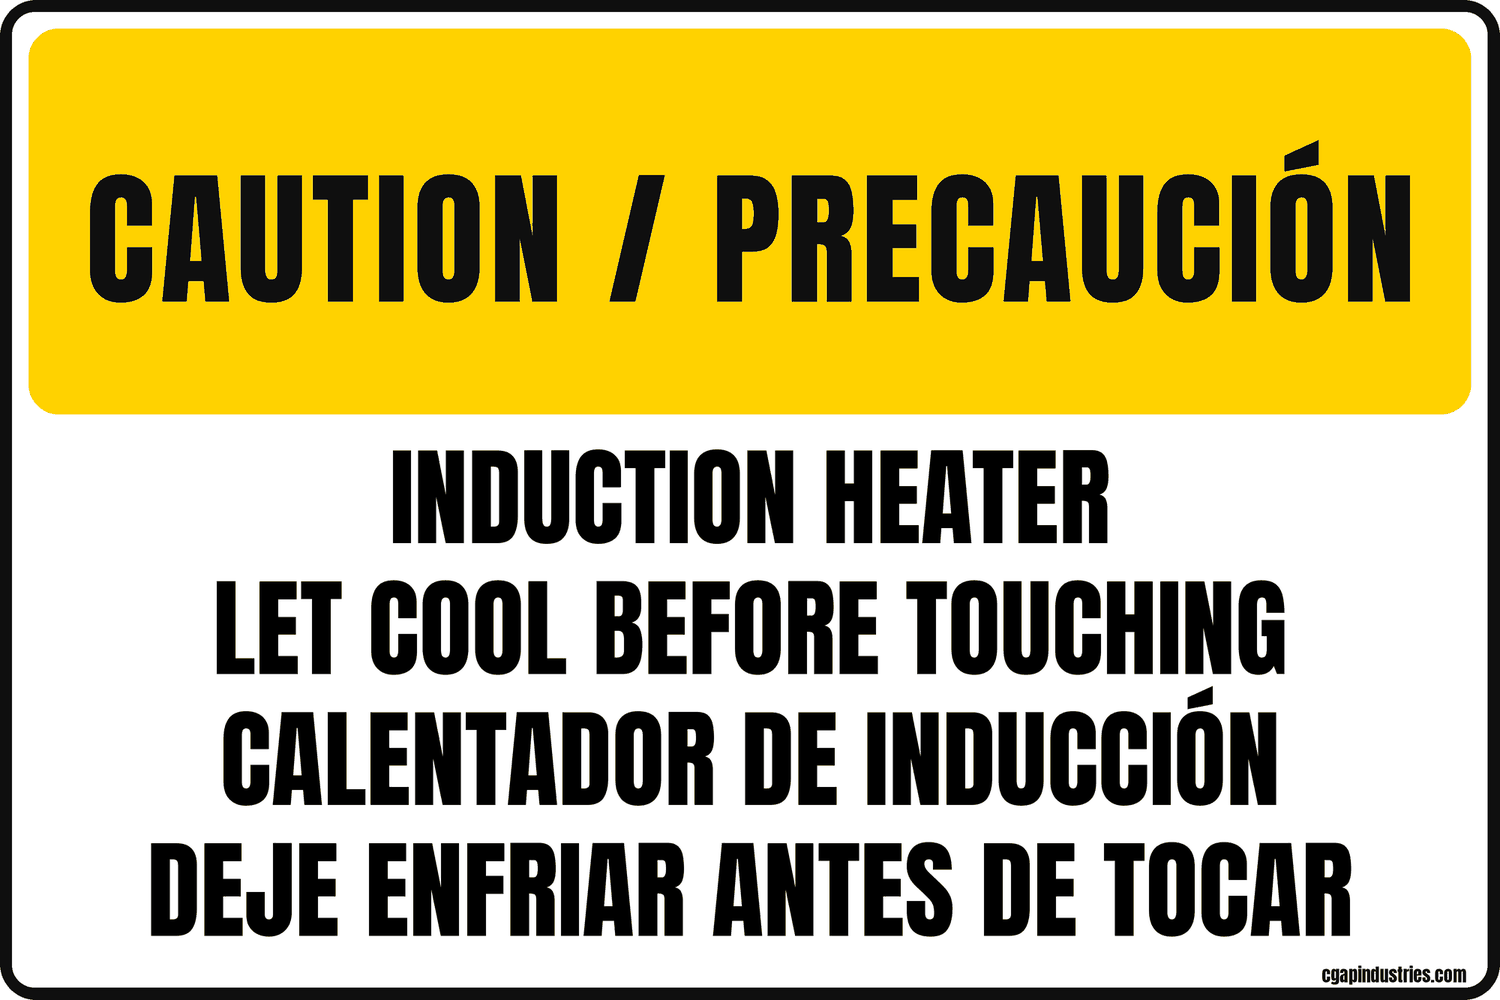 CAUTION / PRECAUCIÓN
INDUCTION HEATER
LET COOL BEFORE TOUCHING
CALENTADOR DE INDUCCIÓN
DEJE ENFRIAR ANTES DE TOCAR
cgapindustries.com